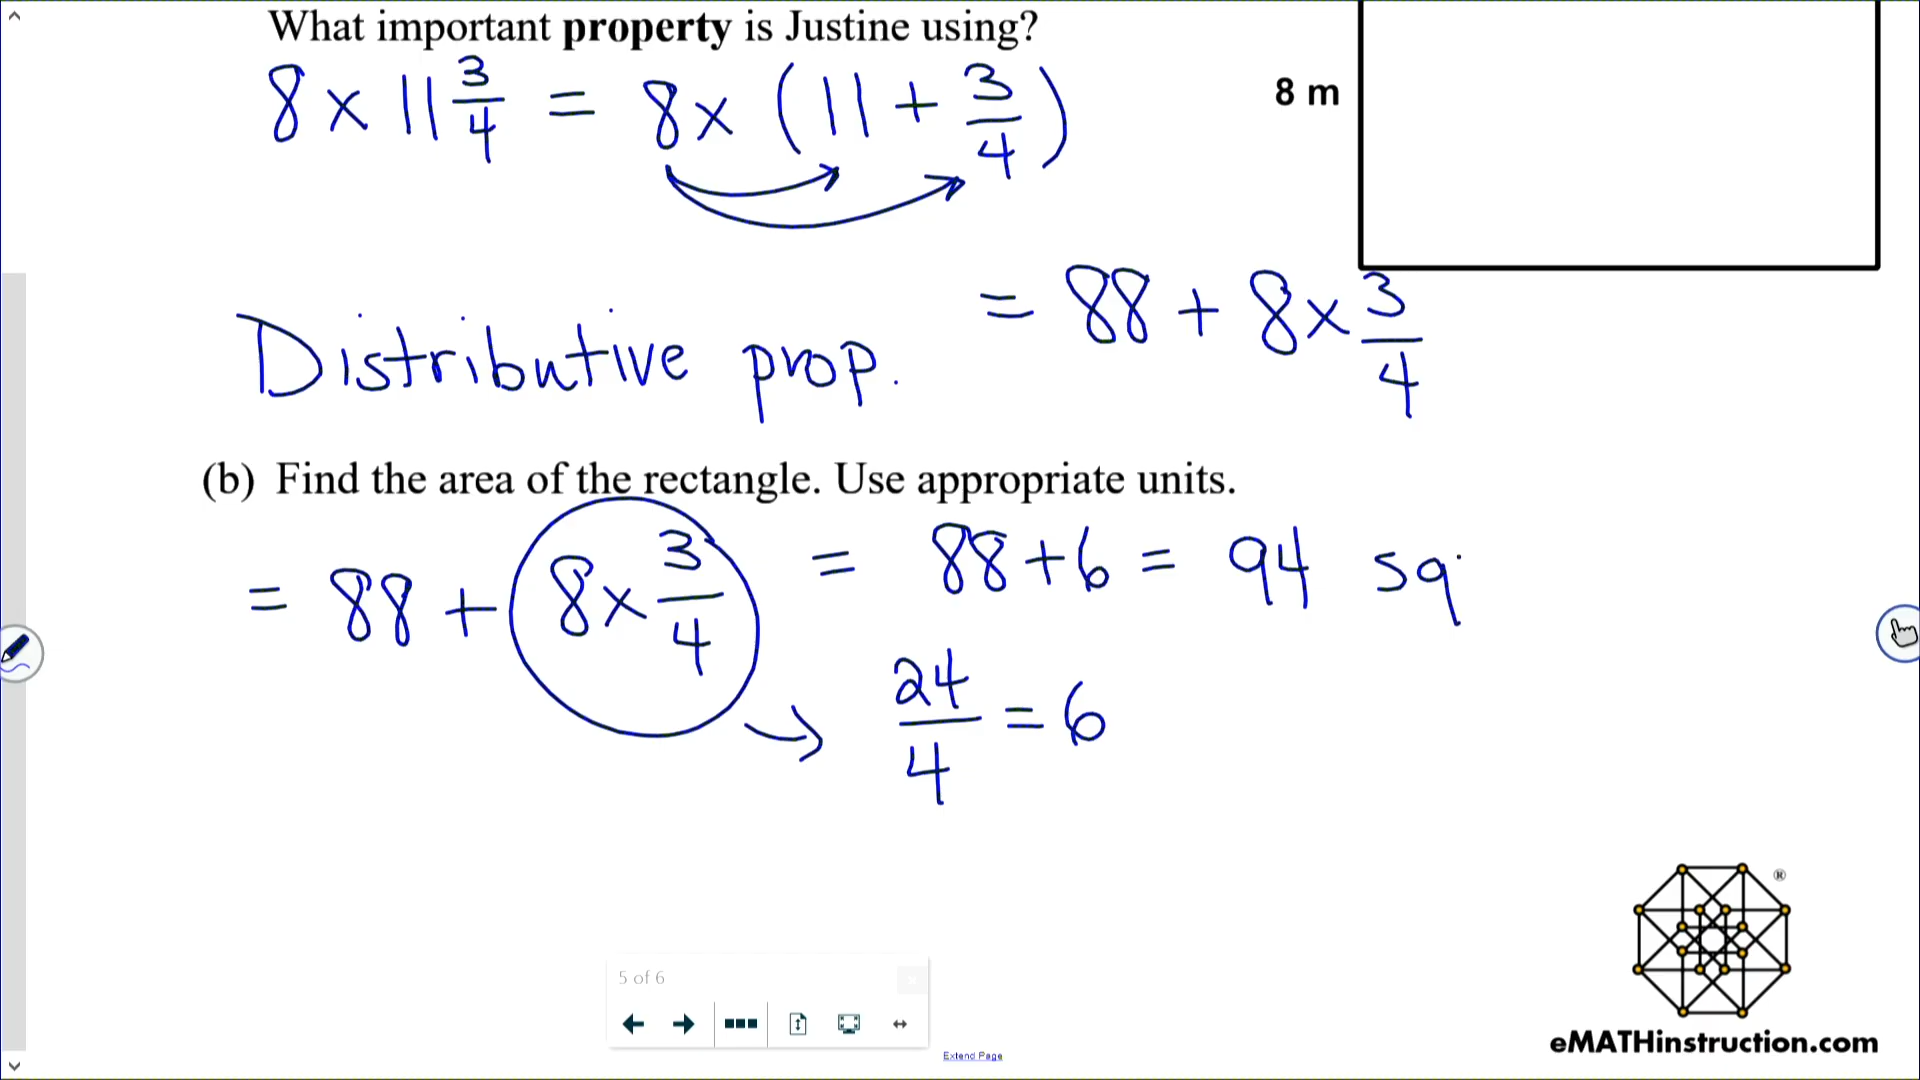 What important property is Justine using?
8 × 11 3/4 = 8 × (11 + 3/4)
8 m
= 88 + 8 × 3/4
Distributive prop.
(b) Find the area of the rectangle. Use appropriate units.
= 88 + 8 × 3/4 = 88 + 6 = 94 sq
24/4 = 6
®
5 of 6
Extend Page
eMATHinstruction.com